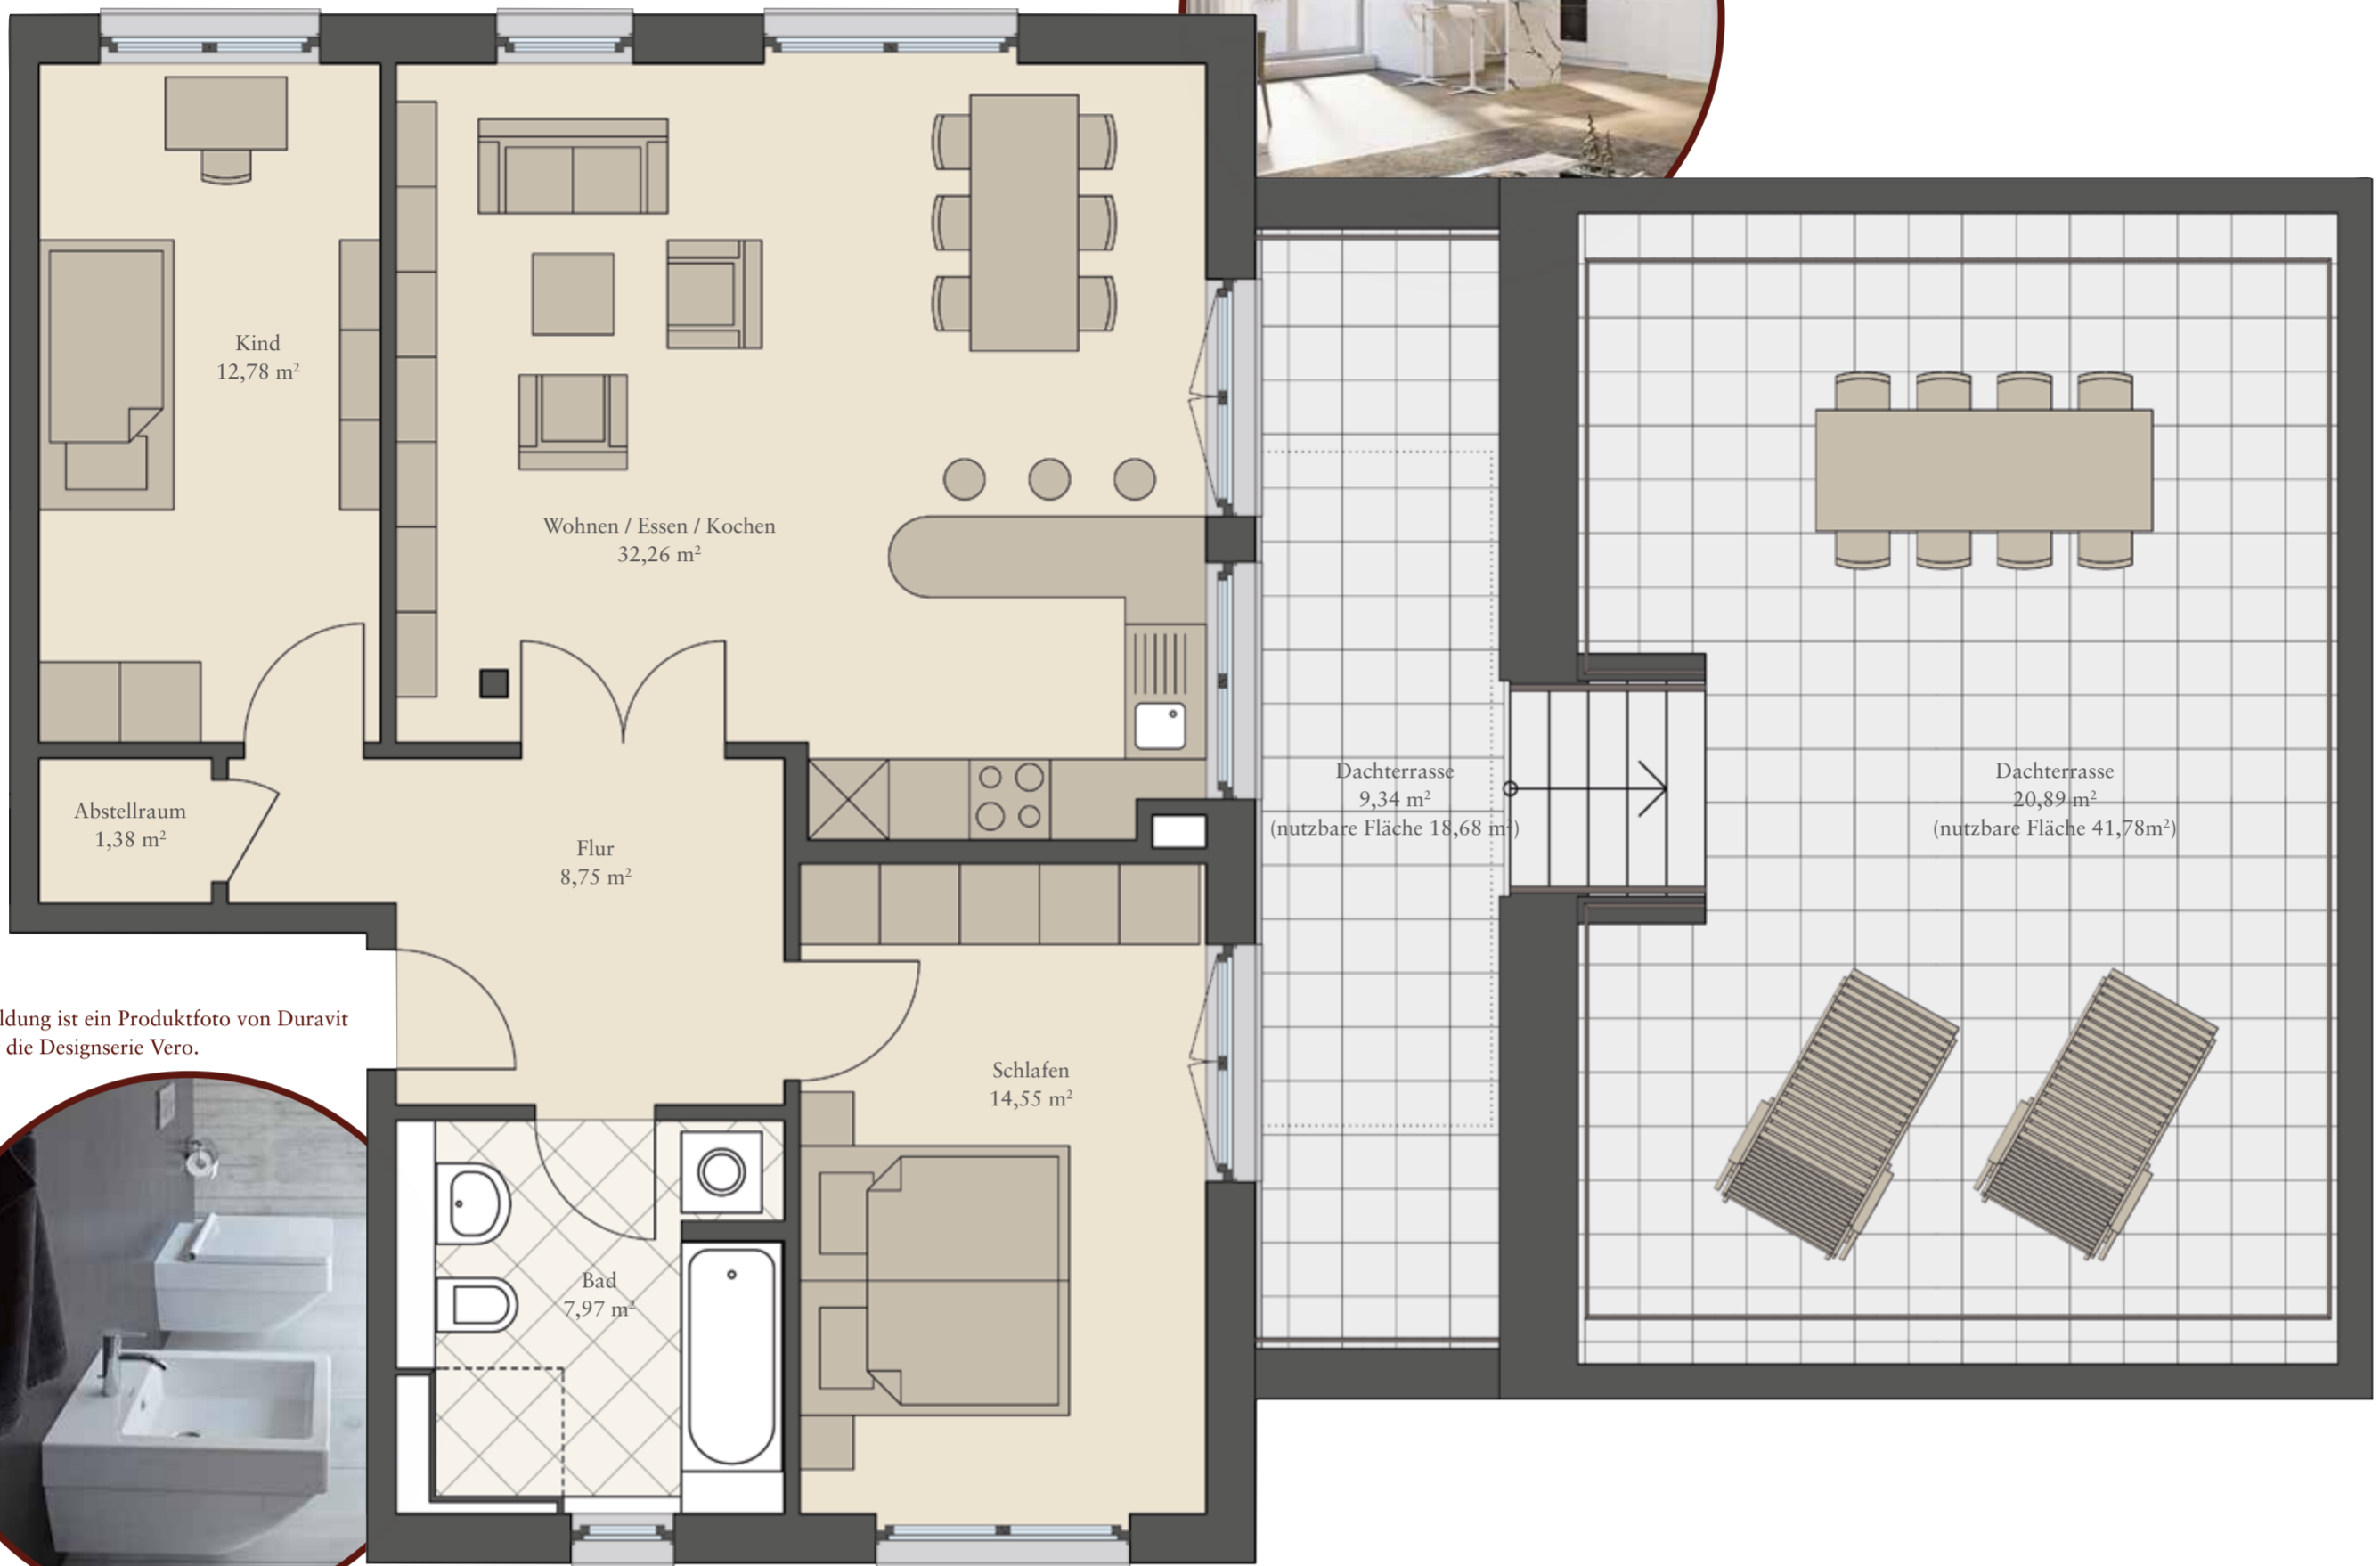 Kind
12,78 m²
Wohnen / Essen / Kochen
32,26 m²
Abstellraum
1,38 m²
Flur
8,75 m²
Dachterrasse
9,34 m²
(nutzbare Fläche 18,68 m²)
Dachterrasse
20,89 m²
(nutzbare Fläche 41,78m²)
ldung ist ein Produktfoto von Duravit
die Designserie Vero.
Schlafen
14,55 m²
Bad
7,97 m²